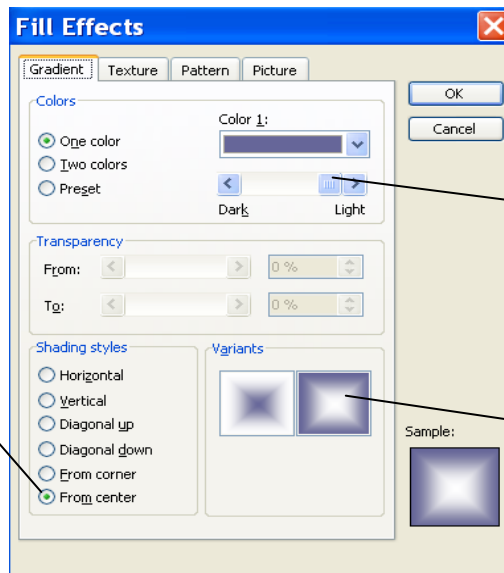 Fill Effects
Gradient Texture Pattern Picture
OK
Cancel
Colors
Color 1:
One color
Two colors
Preset
Dark Light
Transparency
From: 0 %
To: 0 %
Shading styles
Horizontal
Vertical
Diagonal up
Diagonal down
From corner
From center
Variants
Sample: